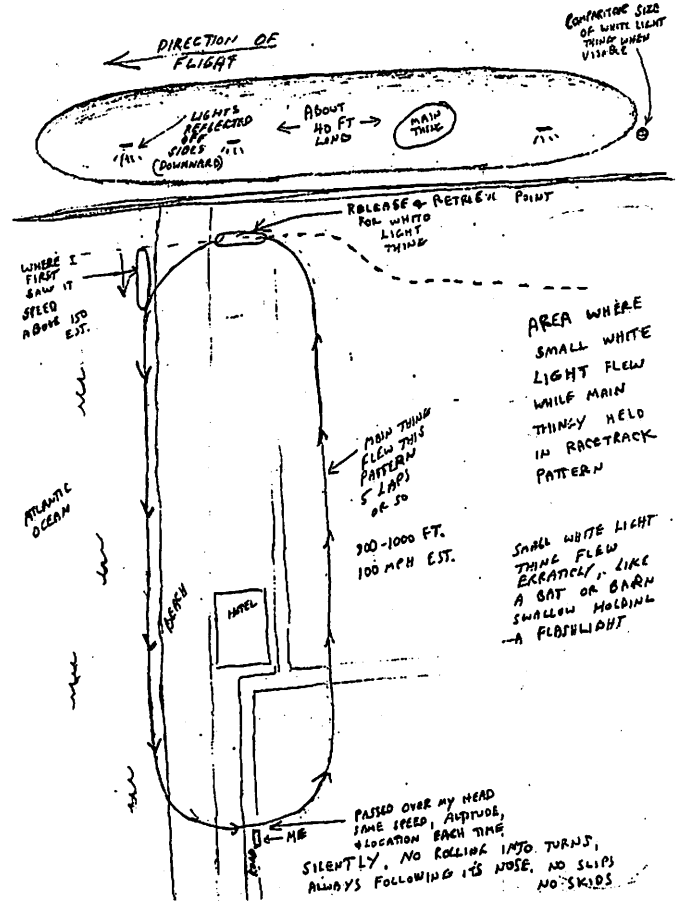 COMPARITIVE SIZE
OF WHITE LIGHT
THING WHEN
VISIBLE
DIRECTION OF
FLIGHT
LIGHTS
REFLECTED
OFF
SIDES
(DOWNWARD)
ABOUT
40 FT
LONG
MAIN
THING
RELEASE & RETRIEVE POINT
FOR WHITE
LIGHT
THING
WHERE I
FIRST
SAW IT
SPEED
ABOVE 150
EST.
AREA WHERE
SMALL WHITE
LIGHT FLEW
WHILE MAIN
THINGY HELD
IN RACETRACK
PATTERN
MAIN THING
FLEW THIS
PATTERN
5 LAPS
OR SO
900-1000 FT.
100 MPH EST.
ATLANTIC
OCEAN
BEACH
HOTEL
SMALL WHITE LIGHT
THING FLEW
ERRATICLY, LIKE
A BAT OR BARN
SWALLOW HOLDING
A FLASHLIGHT
ME
ROAD
PASSED OVER MY HEAD
SAME SPEED, ALTITUDE,
& LOCATION EACH TIME
SILENTLY, NO ROLLING INTO TURNS,
ALWAYS FOLLOWING IT'S NOSE, NO SLIPS
NO SKIDS